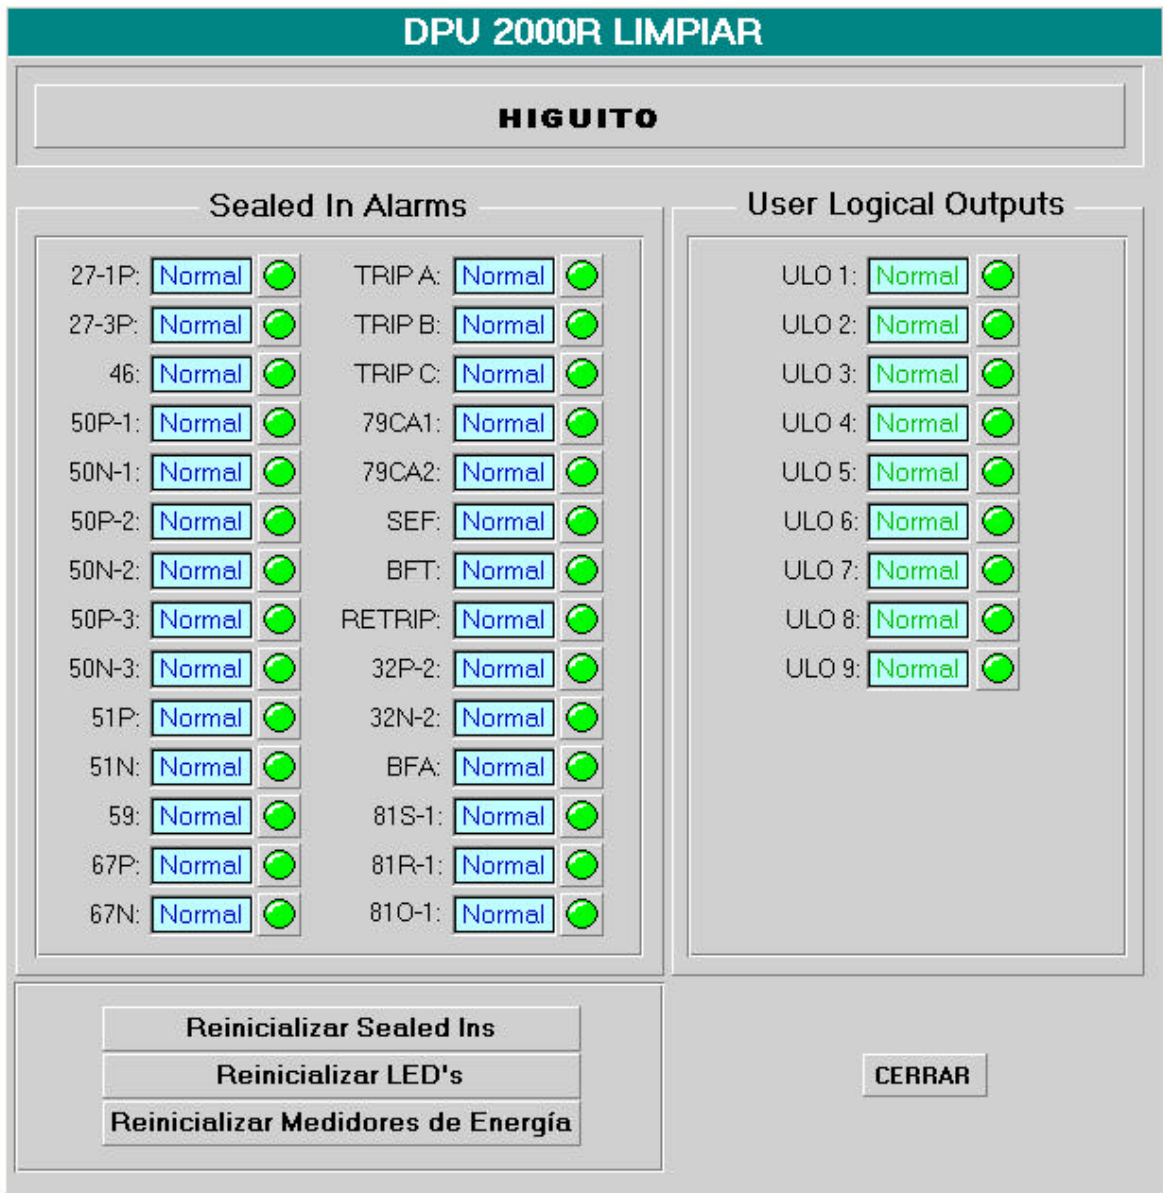 DPU 2000R LIMPIAR
HIGUITO
Sealed In Alarms
27-1P: Normal TRIP A: Normal
27-3P: Normal TRIP B: Normal
46: Normal TRIP C: Normal
50P-1: Normal 79CA1: Normal
50N-1: Normal 79CA2: Normal
50P-2: Normal SEF: Normal
50N-2: Normal BFT: Normal
50P-3: Normal RETRIP: Normal
50N-3: Normal 32P-2: Normal
51P: Normal 32N-2: Normal
51N: Normal BFA: Normal
59: Normal 81S-1: Normal
67P: Normal 81R-1: Normal
67N: Normal 81O-1: Normal
User Logical Outputs
ULO 1: Normal
ULO 2: Normal
ULO 3: Normal
ULO 4: Normal
ULO 5: Normal
ULO 6: Normal
ULO 7: Normal
ULO 8: Normal
ULO 9: Normal
Reinicializar Sealed Ins
Reinicializar LED's
Reinicializar Medidores de Energía
CERRAR